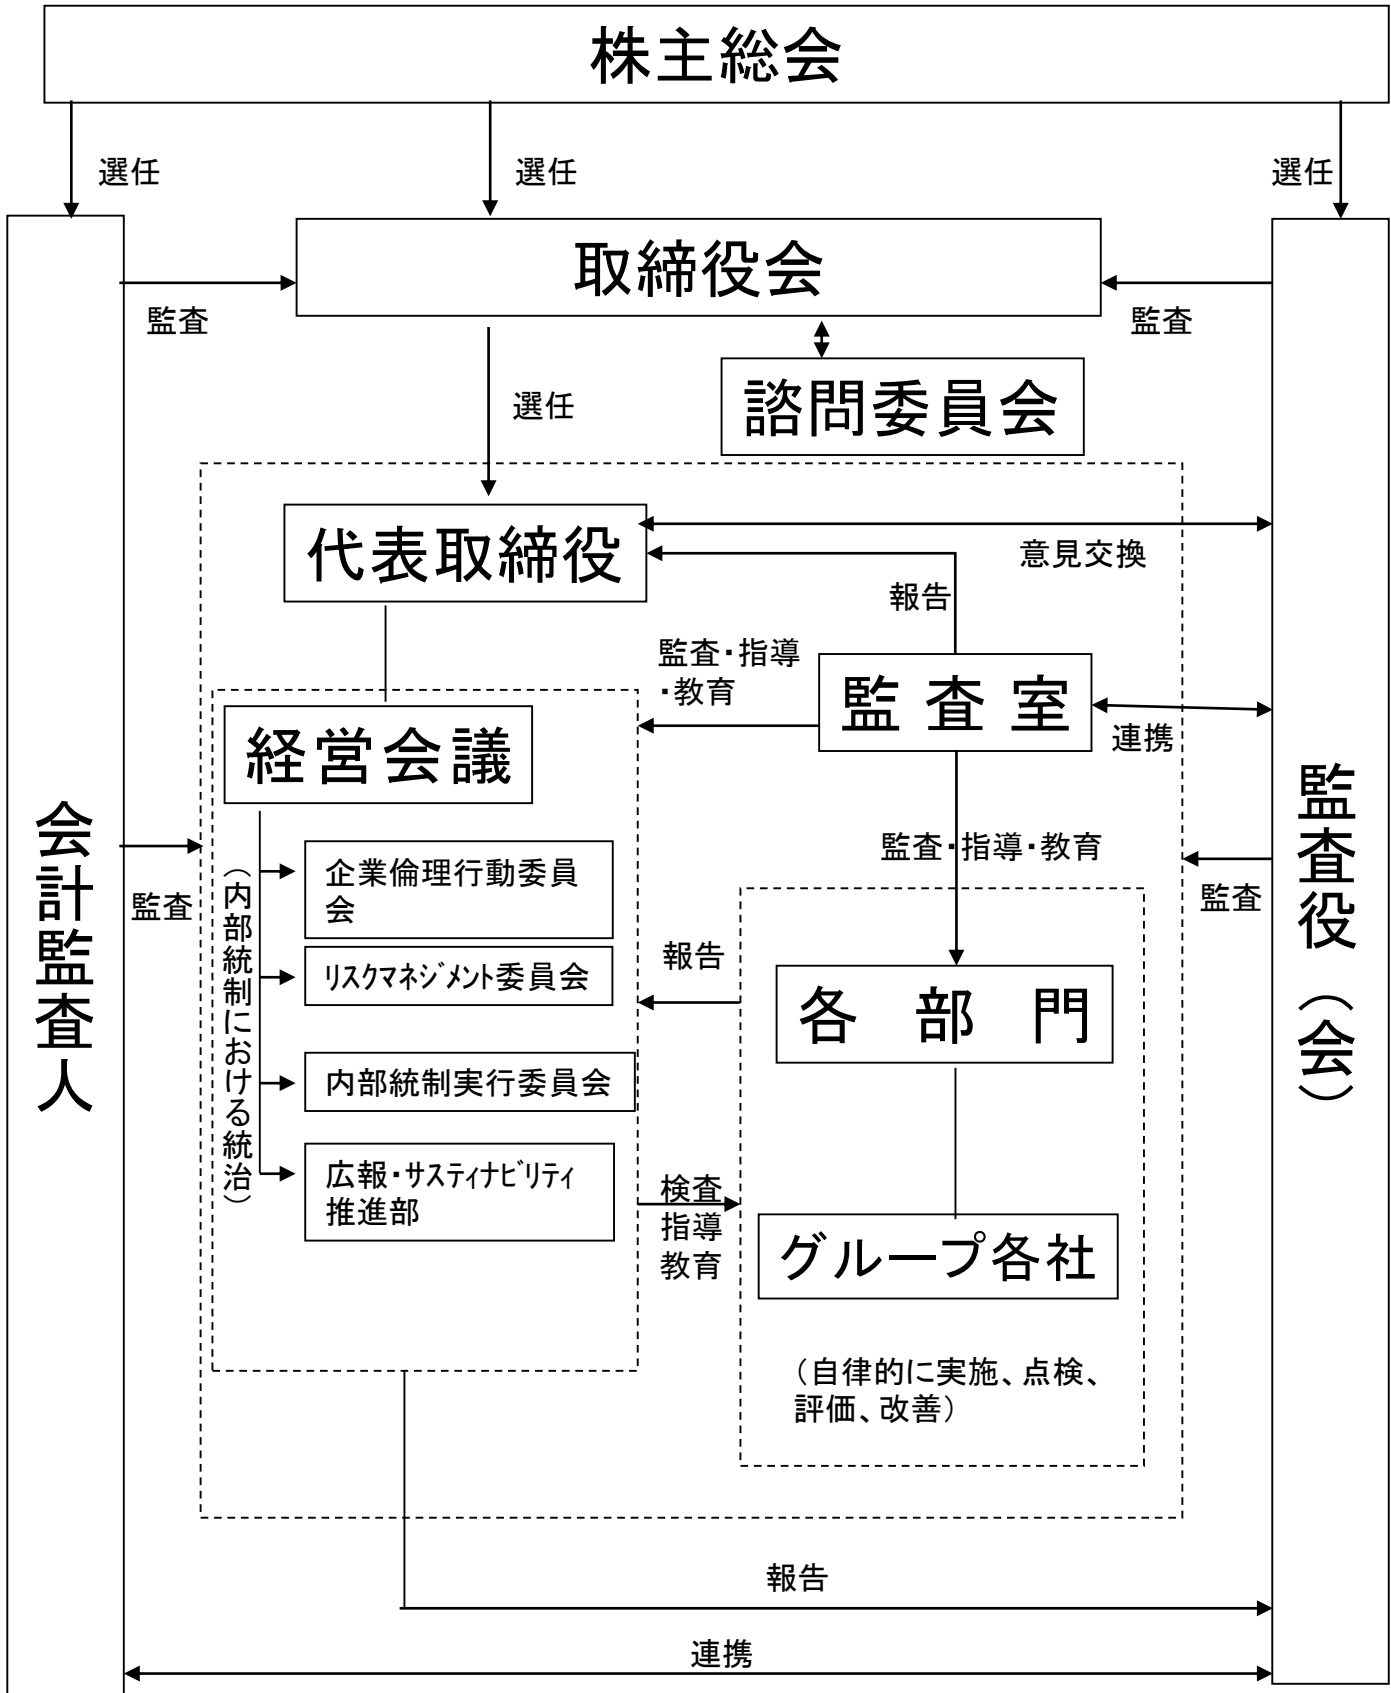 株主総会
選任
選任
選任
取締役会
監査
監査
諮問委員会
選任
代表取締役
意見交換
報告
監査・指導
・教育
監 査 室
連携
経営会議
監査・指導・教育
会計監査人
監査役（会）
監査
監査
（内部統制における統治）
企業倫理行動委員
会
ﾘｽｸﾏﾈｼﾞﾒﾝﾄ委員会
内部統制実行委員会
広報・ｻｽﾃｨﾅﾋﾞﾘﾃｨ
推進部
報告
各 部 門
検査
指導
教育
グループ各社
（自律的に実施、点検、
評価、改善）
報告
連携